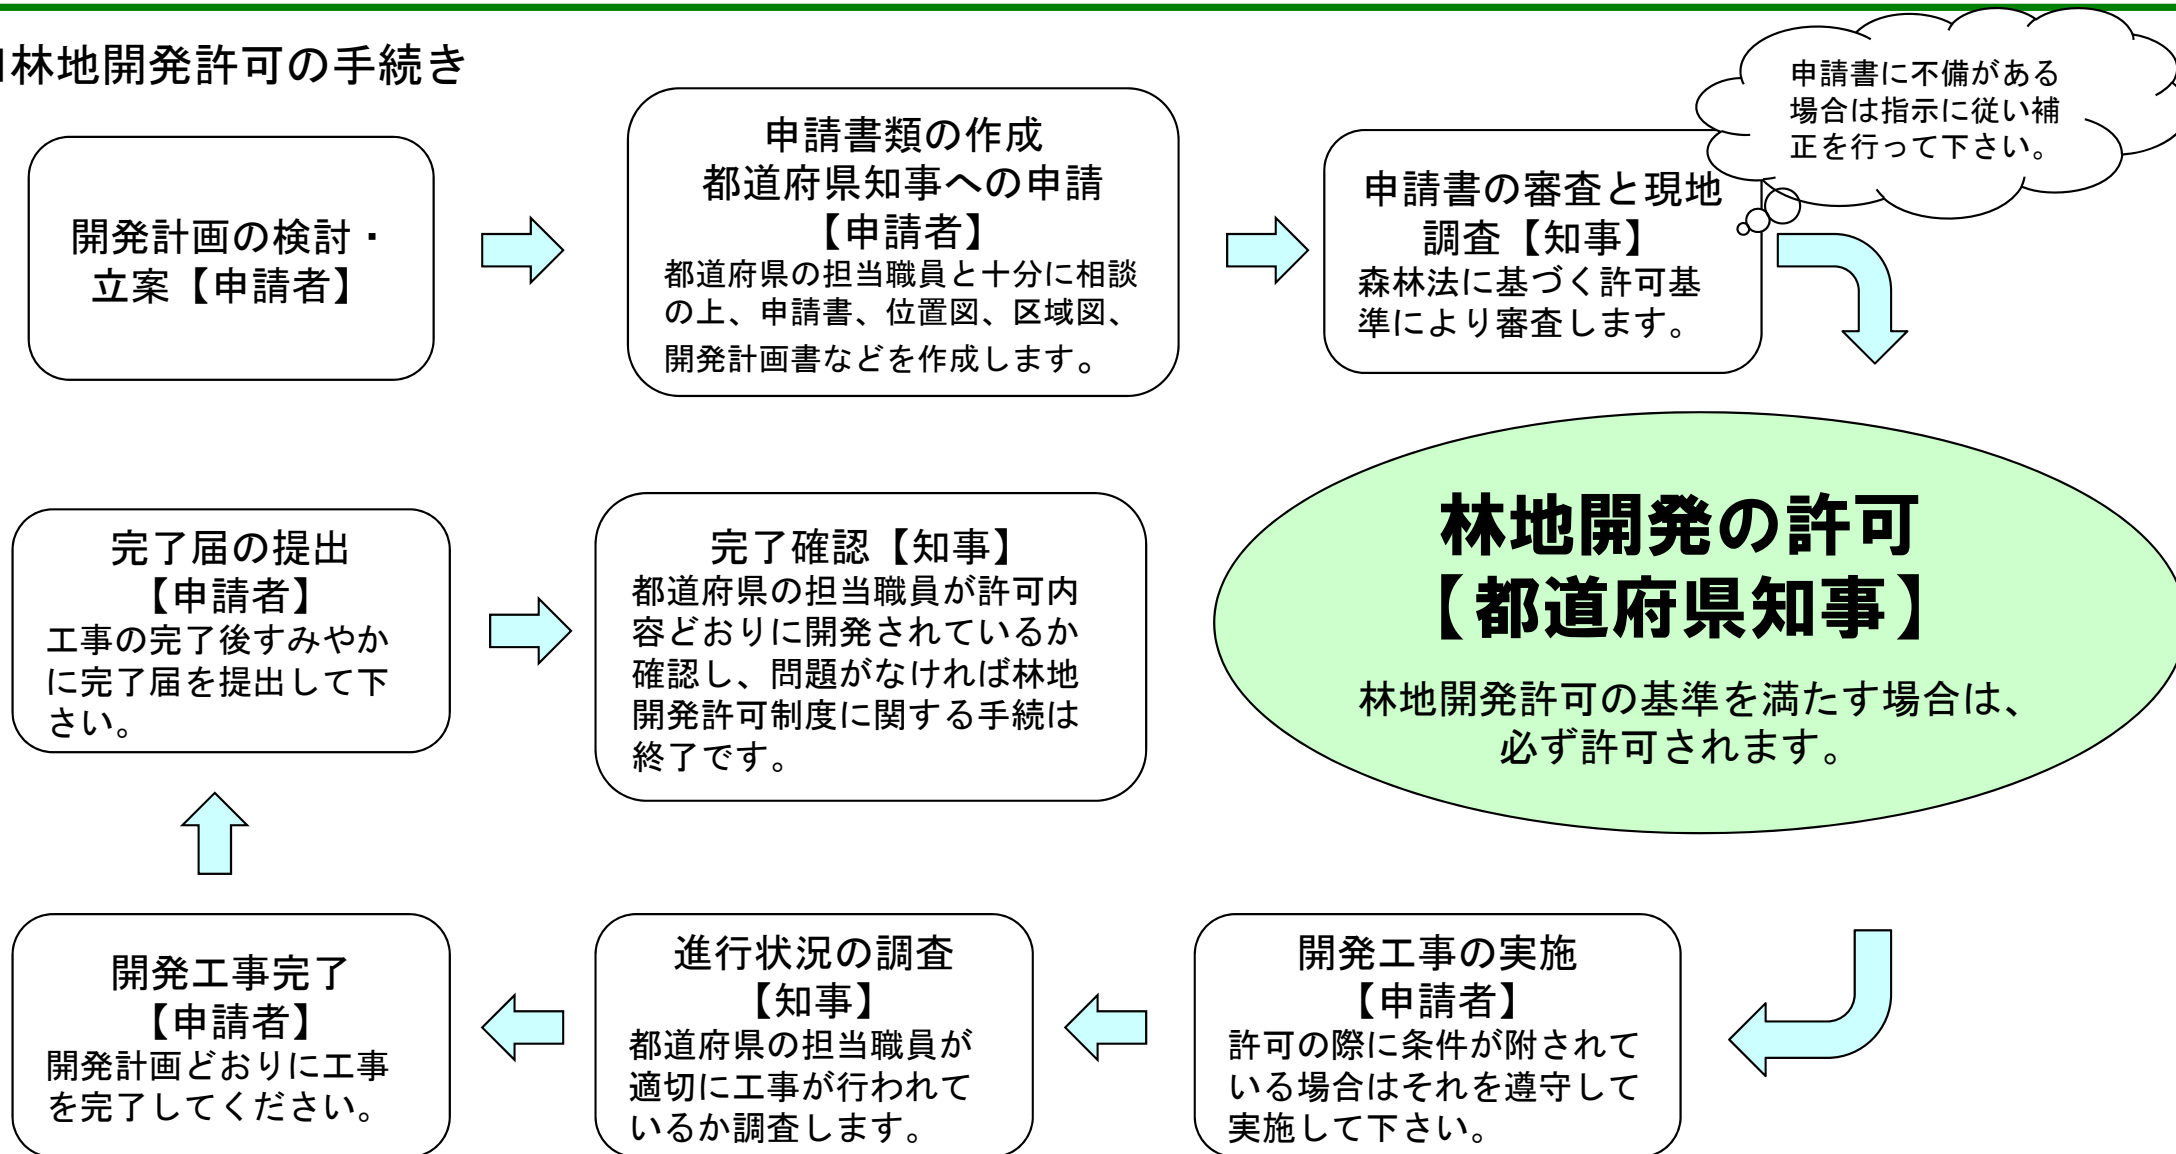 林地開発許可の手続き
開発計画の検討・
立案【申請者】
申請書類の作成
都道府県知事への申請
【申請者】
都道府県の担当職員と十分に相談
の上、申請書、位置図、区域図、
開発計画書などを作成します。
申請書の審査と現地
調査【知事】
森林法に基づく許可基
準により審査します。
申請書に不備がある
場合は指示に従い補
正を行って下さい。
林地開発の許可
【都道府県知事】
林地開発許可の基準を満たす場合は、
必ず許可されます。
開発工事の実施
【申請者】
許可の際に条件が附されて
いる場合はそれを遵守して
実施して下さい。
進行状況の調査
【知事】
都道府県の担当職員が
適切に工事が行われて
いるか調査します。
開発工事完了
【申請者】
開発計画どおりに工事
を完了してください。
完了届の提出
【申請者】
工事の完了後すみやか
に完了届を提出して下
さい。
完了確認【知事】
都道府県の担当職員が許可内
容どおりに開発されているか
確認し、問題がなければ林地
開発許可制度に関する手続は
終了です。